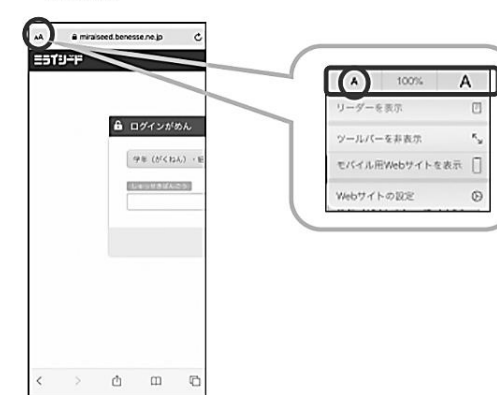 AA miraiseed.benesse.ne.jp
ミライシード
ログインがめん
学年（がくねん）・
A 100% A
リーダーを表示
ツールバーを非表示
モバイル用Webサイトを表示
Webサイトの設定